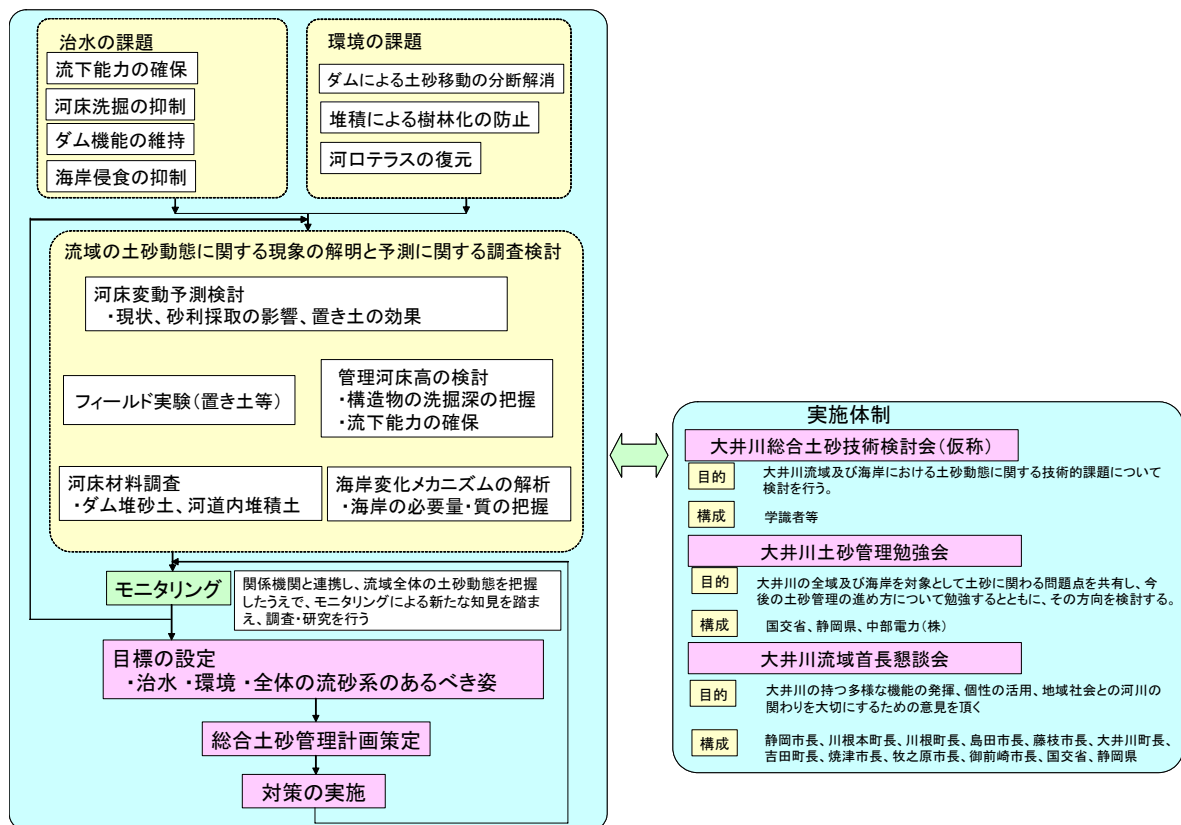 治水の課題
流下能力の確保
河床洗掘の抑制
ダム機能の維持
海岸侵食の抑制
環境の課題
ダムによる土砂移動の分断解消
堆積による樹林化の防止
河口テラスの復元
流域の土砂動態に関する現象の解明と予測に関する調査検討
河床変動予測検討
・現状、砂利採取の影響、置き土の効果
フィールド実験(置き土等)
管理河床高の検討
・構造物の洗掘深の把握
・流下能力の確保
河床材料調査
・ダム堆砂土、河道内堆積土
海岸変化メカニズムの解析
・海岸の必要量・質の把握
モニタリング
関係機関と連携し、流域全体の土砂動態を把握
したうえで、モニタリングによる新たな知見を踏ま
え、調査・研究を行う
目標の設定
・治水 ・環境 ・全体の流砂系のあるべき姿
総合土砂管理計画策定
対策の実施
実施体制
大井川総合土砂技術検討会(仮称)
目的
大井川流域及び海岸における土砂動態に関する技術的課題について
検討を行う。
構成
学識者等
大井川土砂管理勉強会
目的
大井川の全域及び海岸を対象として土砂に関わる問題点を共有し、今
後の土砂管理の進め方について勉強するとともに、その方向を検討する。
構成
国交省、静岡県、中部電力(株)
大井川流域首長懇談会
目的
大井川の持つ多様な機能の発揮、個性の活用、地域社会との河川の
関わりを大切にするための意見を頂く
構成
静岡市長、川根本町長、川根町長、島田市長、藤枝市長、大井川町長、
吉田町長、焼津市長、牧之原市長、御前崎市長、国交省、静岡県